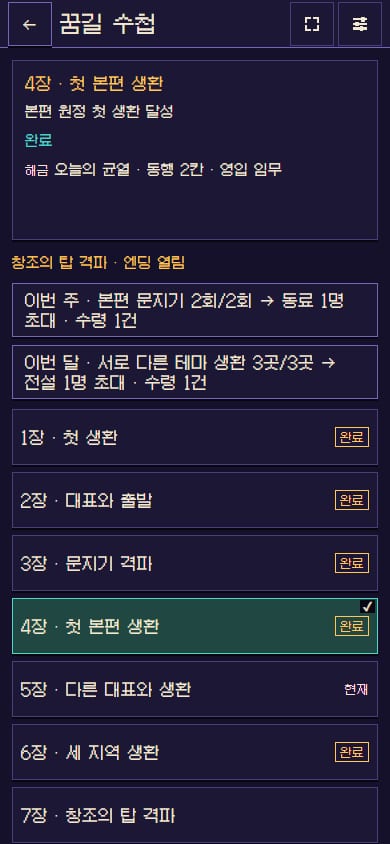 꿈길 수첩
4장 · 첫 본편 생환
본편 원정 첫 생환 달성
완료
해금 오늘의 균열 · 동행 2칸 · 영입 임무
창조의 탑 격파 · 엔딩 열림
이번 주 · 본편 문지기 2회/2회 → 동료 1명
초대 · 수령 1건
이번 달 · 서로 다른 테마 생환 3곳/3곳 →
전설 1명 초대 · 수령 1건
1장 · 첫 생환 완료
2장 · 대표와 출발 완료
3장 · 문지기 격파 완료
4장 · 첫 본편 생환 완료
5장 · 다른 대표와 생환 현재
6장 · 세 지역 생환 완료
7장 · 창조의 탑 격파